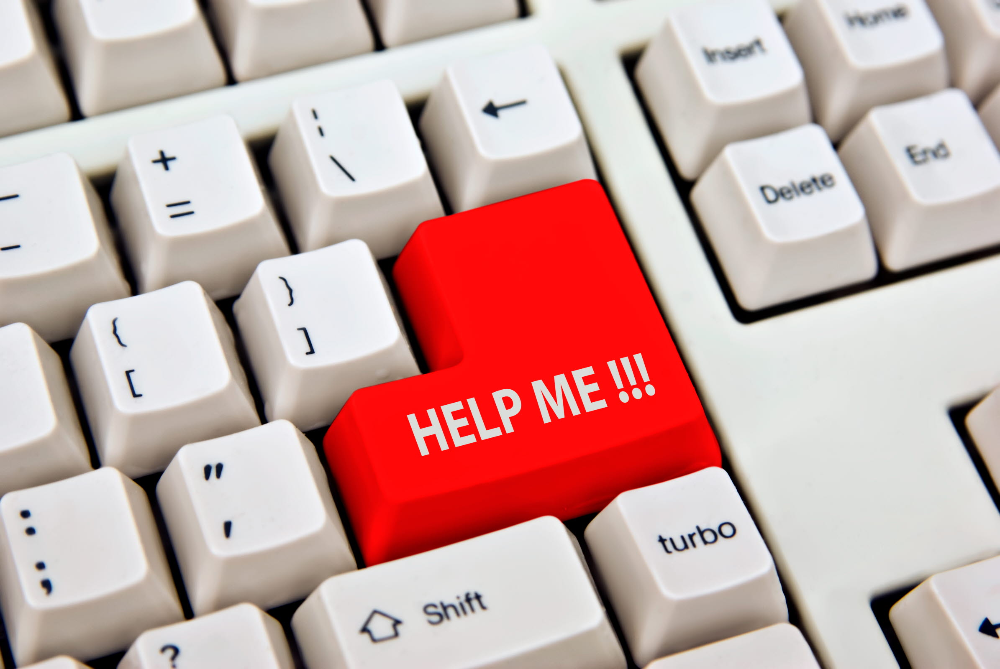 Home
Insert
←
¦
\
+
=
—
-
End
Delete
}
]
{
[
HELP ME !!!
"
'
:
;
turbo
⇧ Shift
?
←